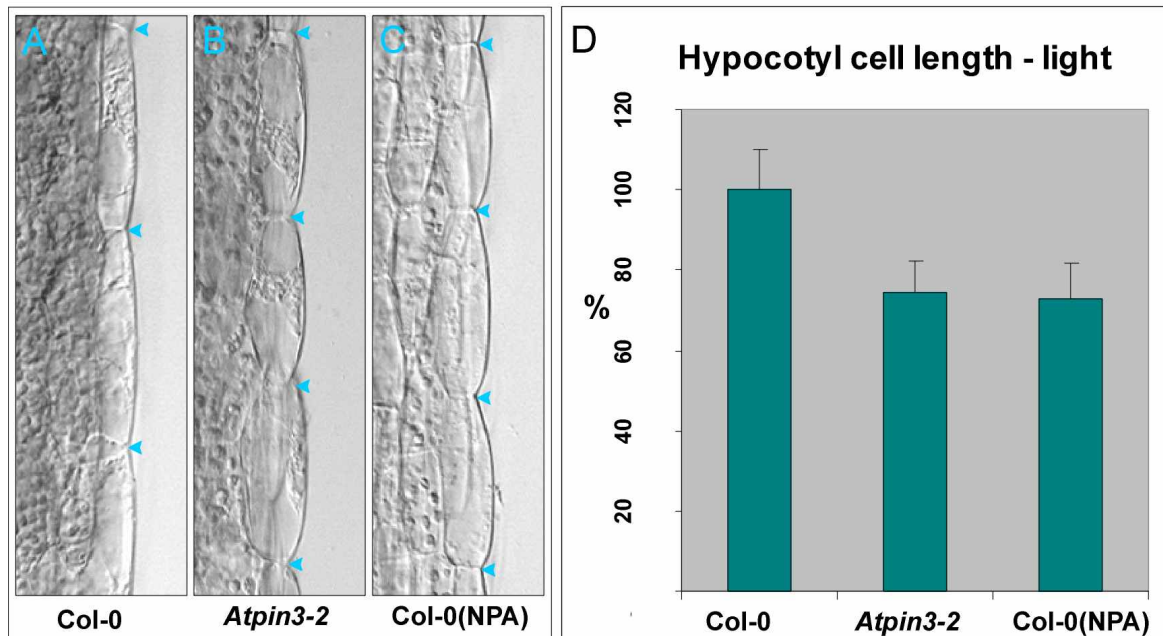 A
B
C
Col-0
Atpin3-2
Col-0(NPA)
D
Hypocotyl cell length - light
%
120
100
80
60
40
20
Col-0
Atpin3-2
Col-0(NPA)